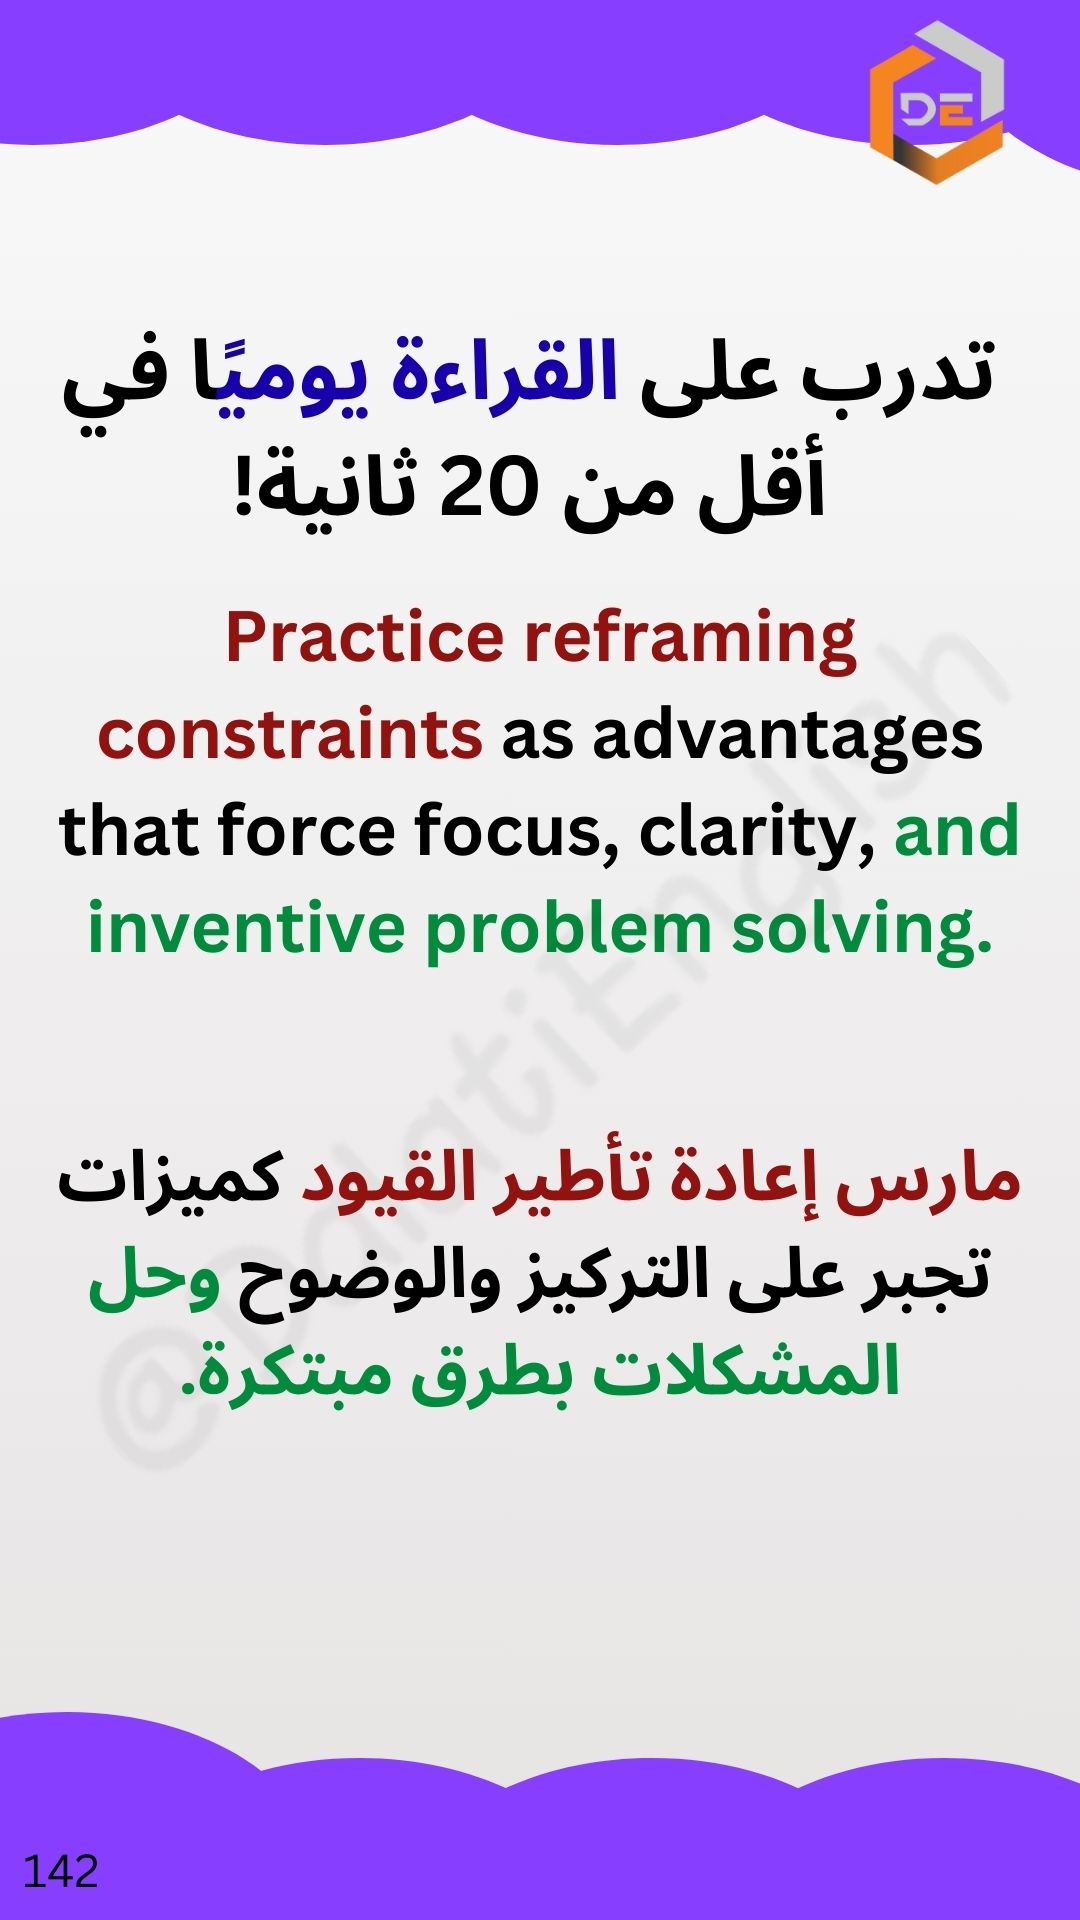 DE
تدرب على القراءة يوميًا في
أقل من 20 ثانية!
Practice reframing
constraints as advantages
that force focus, clarity, and
inventive problem solving.
مارس إعادة تأطير القيود كميزات
تجبر على التركيز والوضوح وحل
المشكلات بطرق مبتكرة.
@DalatiEnglish
142